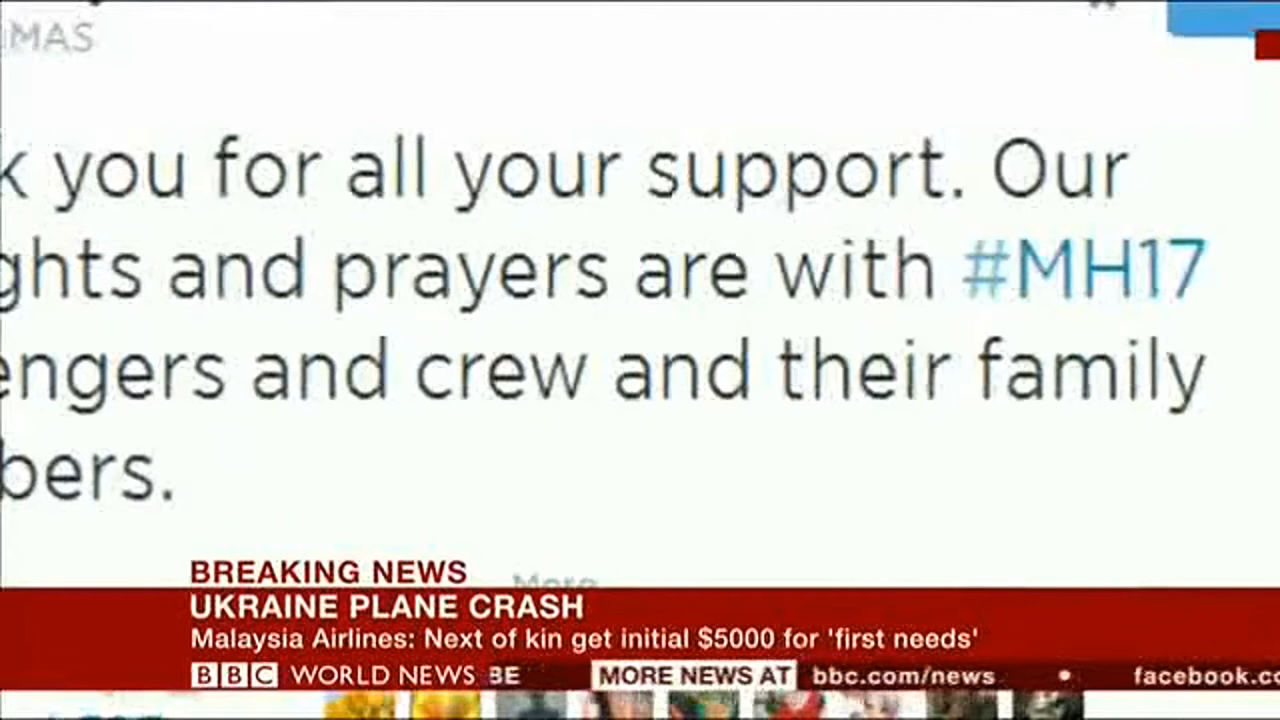 MAS
k you for all your support. Our
ghts and prayers are with #MH17
engers and crew and their family
bers.
More
BREAKING NEWS
UKRAINE PLANE CRASH
Malaysia Airlines: Next of kin get initial $5000 for 'first needs'
BBC WORLD NEWS BE MORE NEWS AT bbc.com/news • facebook.co